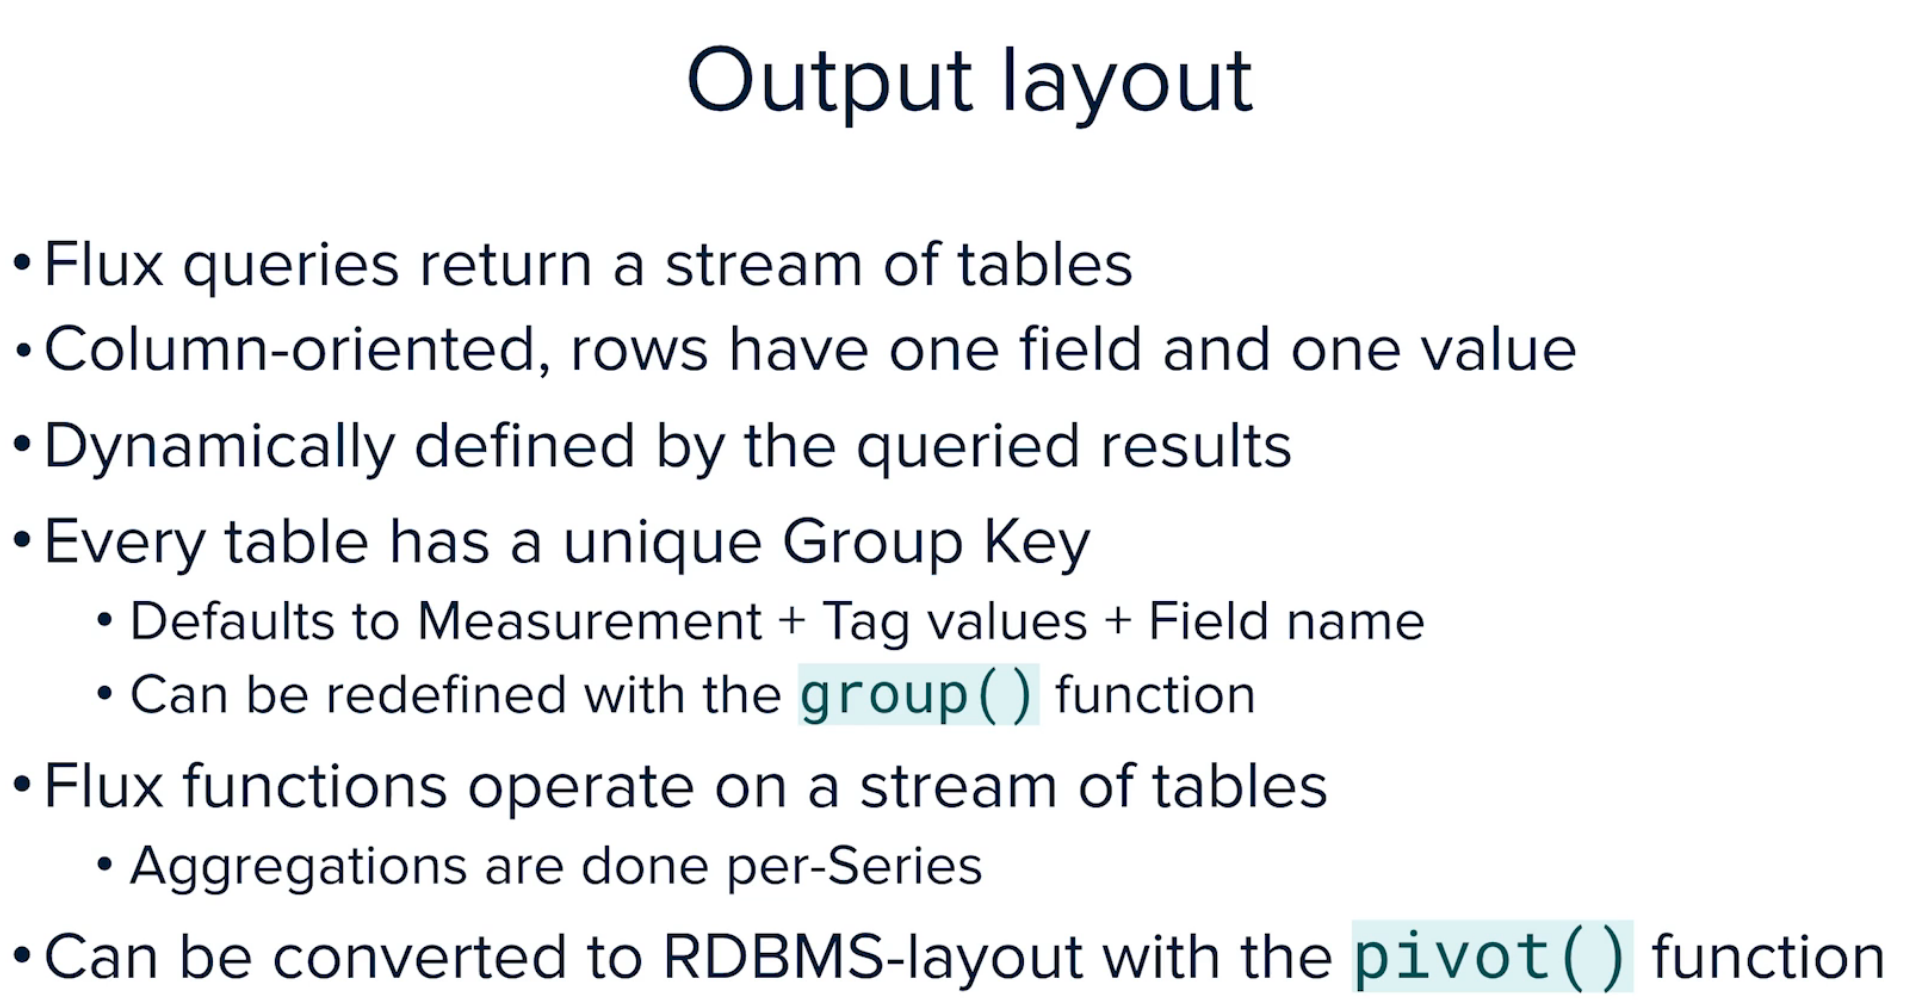 Output layout
• Flux queries return a stream of tables
• Column-oriented, rows have one field and one value
• Dynamically defined by the queried results
• Every table has a unique Group Key
• Defaults to Measurement + Tag values + Field name
• Can be redefined with the group() function
• Flux functions operate on a stream of tables
• Aggregations are done per-Series
• Can be converted to RDBMS-layout with the pivot() function